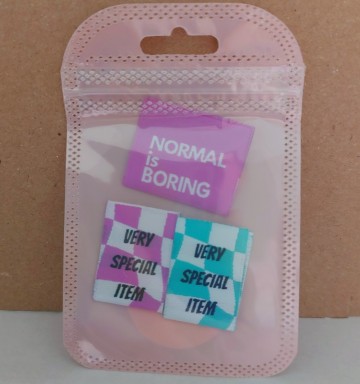 NORMAL
is
BORING
VERY
SPECIAL
ITEM
VERY
SPECIAL
ITEM